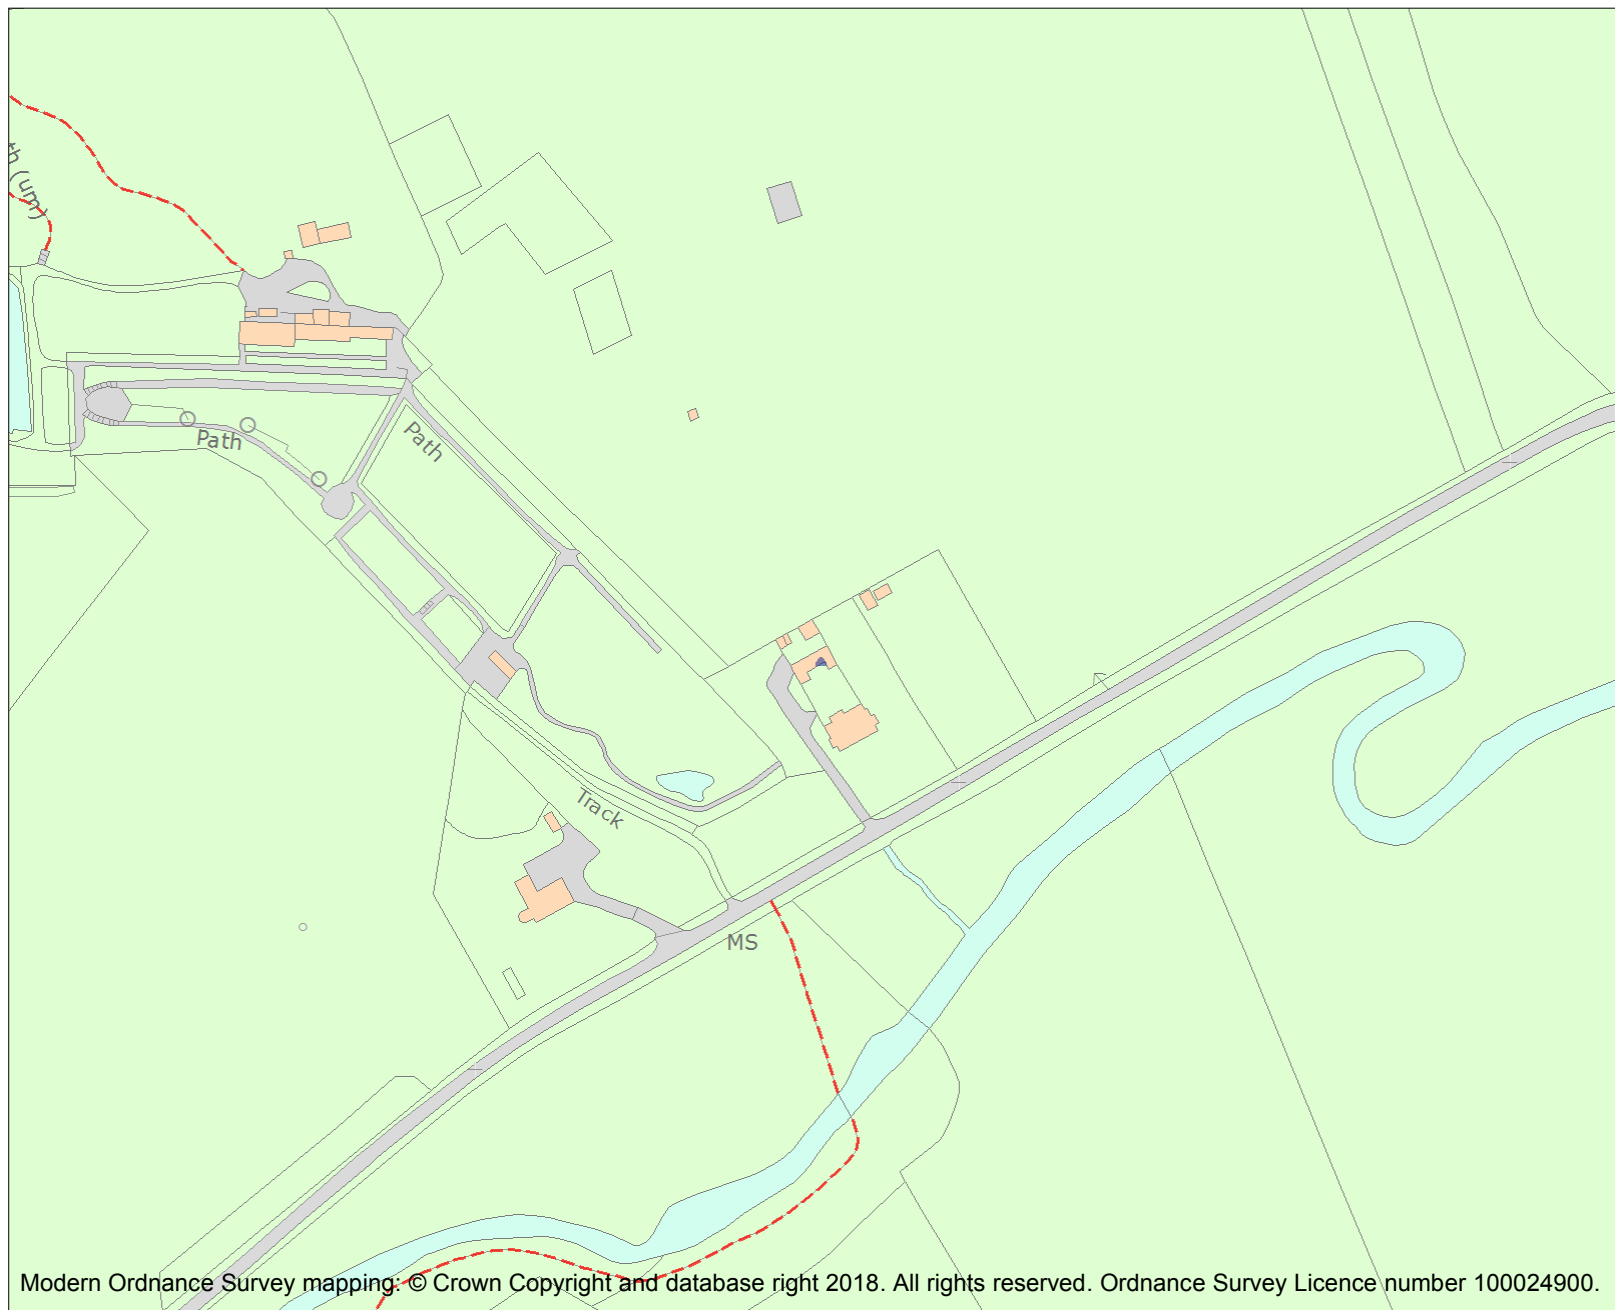 (um)
Path
Path
Track
MS
Modern Ordnance Survey mapping: © Crown Copyright and database right 2018. All rights reserved. Ordnance Survey Licence number 100024900.